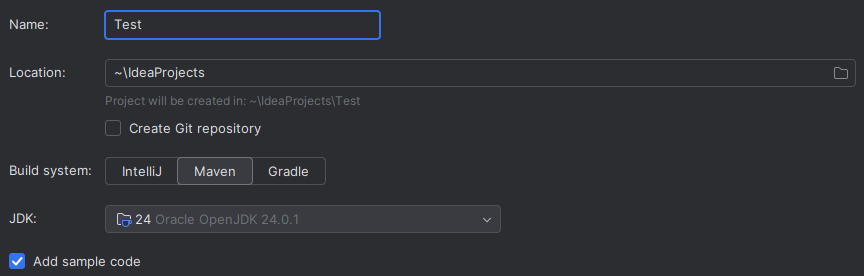 Name: Test
Location: ~\IdeaProjects
Project will be created in: ~\IdeaProjects\Test
Create Git repository
Build system: IntelliJ Maven Gradle
JDK: 24 Oracle OpenJDK 24.0.1
Add sample code